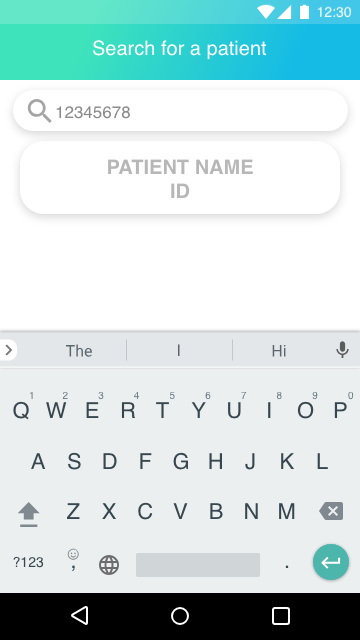 12:30
Search for a patient
12345678
PATIENT NAME
ID
The I Hi
1 2 3 4 5 6 7 8 9 0
Q W E R T Y U I O P
A S D F G H J K L
Z X C V B N M
?123 , .